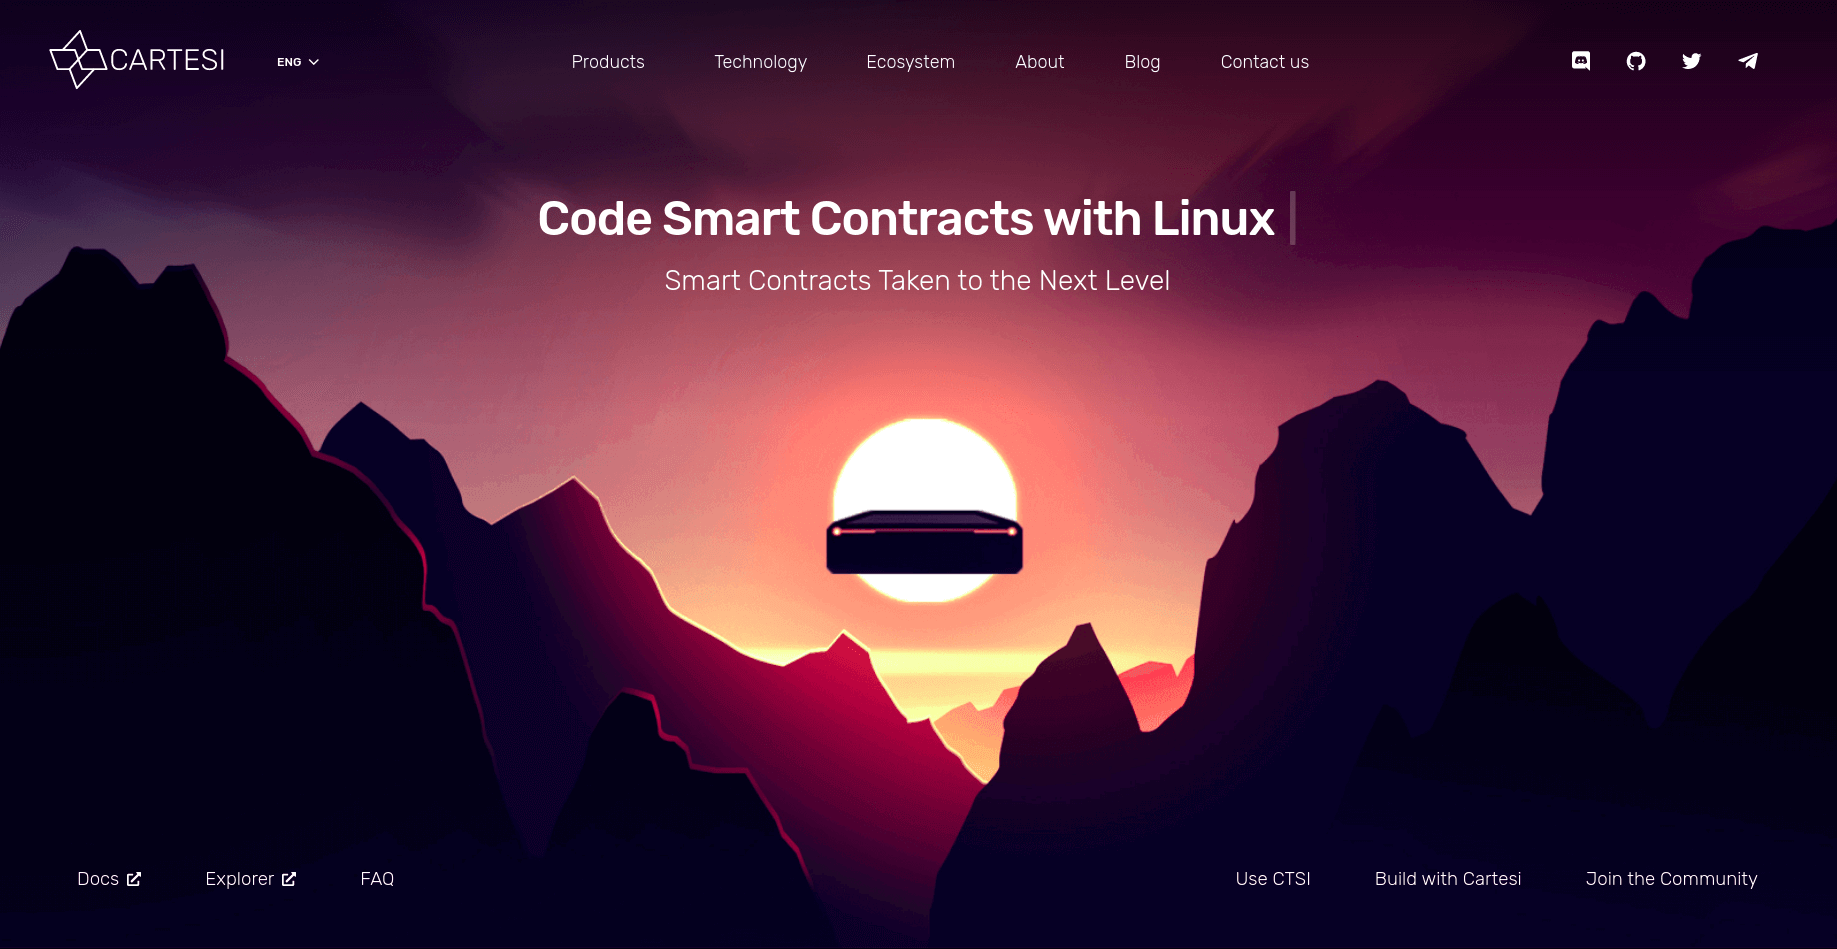 CARTESI
ENG
Products Technology Ecosystem About Blog Contact us
Code Smart Contracts with Linux
Smart Contracts Taken to the Next Level
Docs Explorer FAQ
Use CTSI Build with Cartesi Join the Community